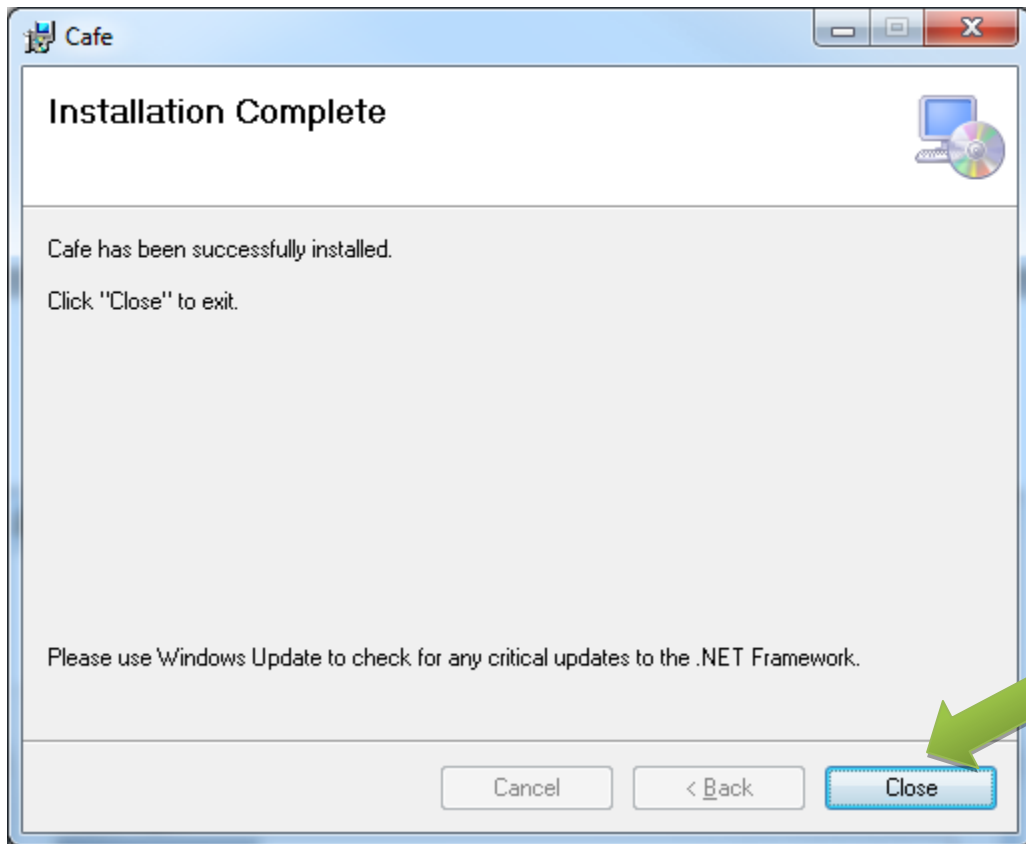 Cafe
Installation Complete
Cafe has been successfully installed.
Click "Close" to exit.
Please use Windows Update to check for any critical updates to the .NET Framework.
Cancel
< Back
Close